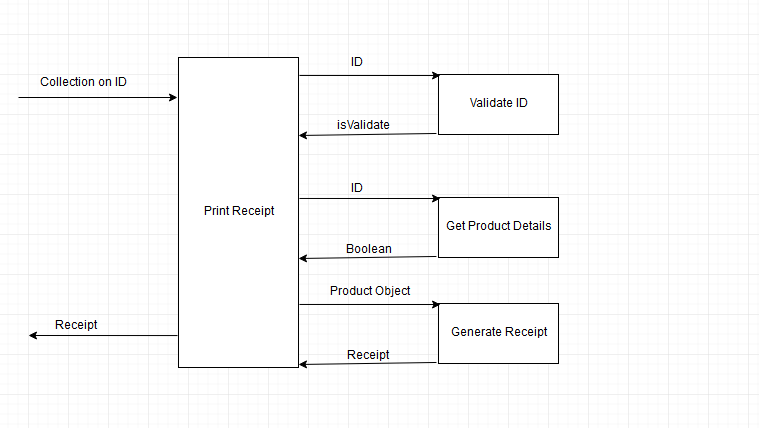 ID
Collection on ID
Validate ID
isValidate
ID
Print Receipt
Get Product Details
Boolean
Product Object
Receipt
Generate Receipt
Receipt